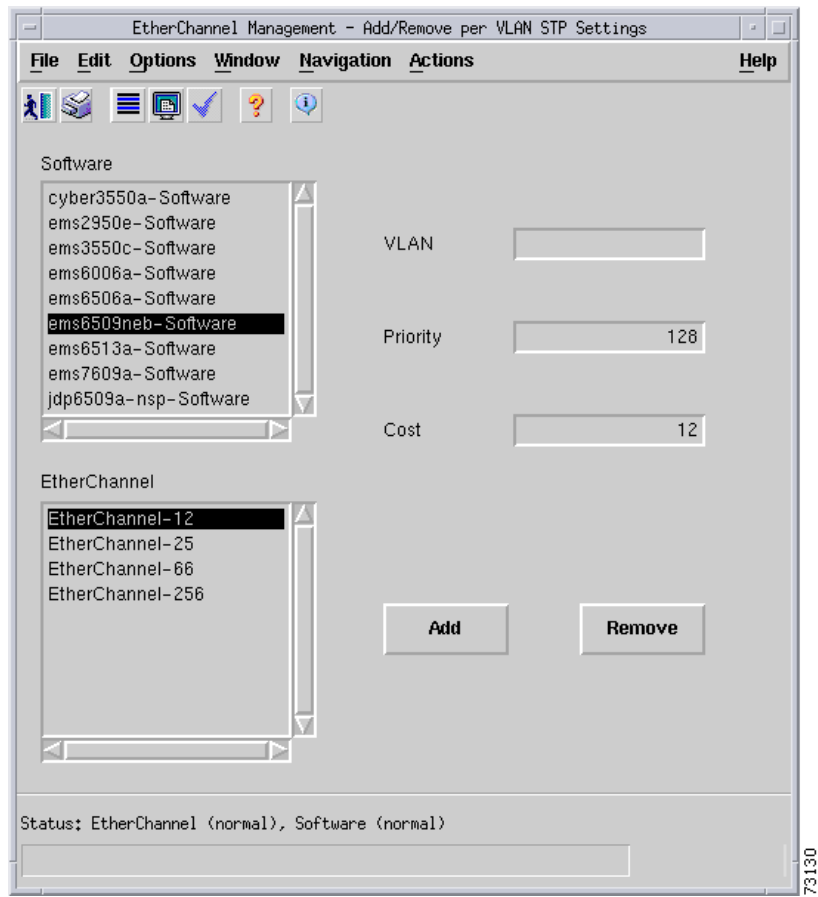 EtherChannel Management - Add/Remove per VLAN STP Settings
File Edit Options Window Navigation Actions Help
Software
cyber3550a-Software
ems2950e-Software
ems3550c-Software
ems6006a-Software
ems6506a-Software
ems6509neb-Software
ems6513a-Software
ems7609a-Software
jdp6509a-nsp-Software
VLAN
Priority 128
Cost 12
EtherChannel
EtherChannel-12
EtherChannel-25
EtherChannel-66
EtherChannel-256
Add Remove
Status: EtherChannel (normal), Software (normal)
73130